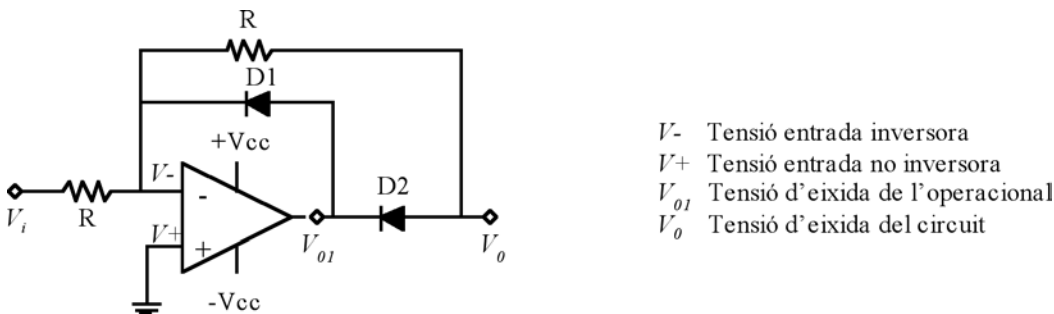 R
D1
+Vcc
V-
-
D2
Vi
R
V+
+
V01
V0
-Vcc
V- Tensió entrada inversora
V+ Tensió entrada no inversora
V01 Tensió d'eixida de l'operacional
V0 Tensió d'eixida del circuit